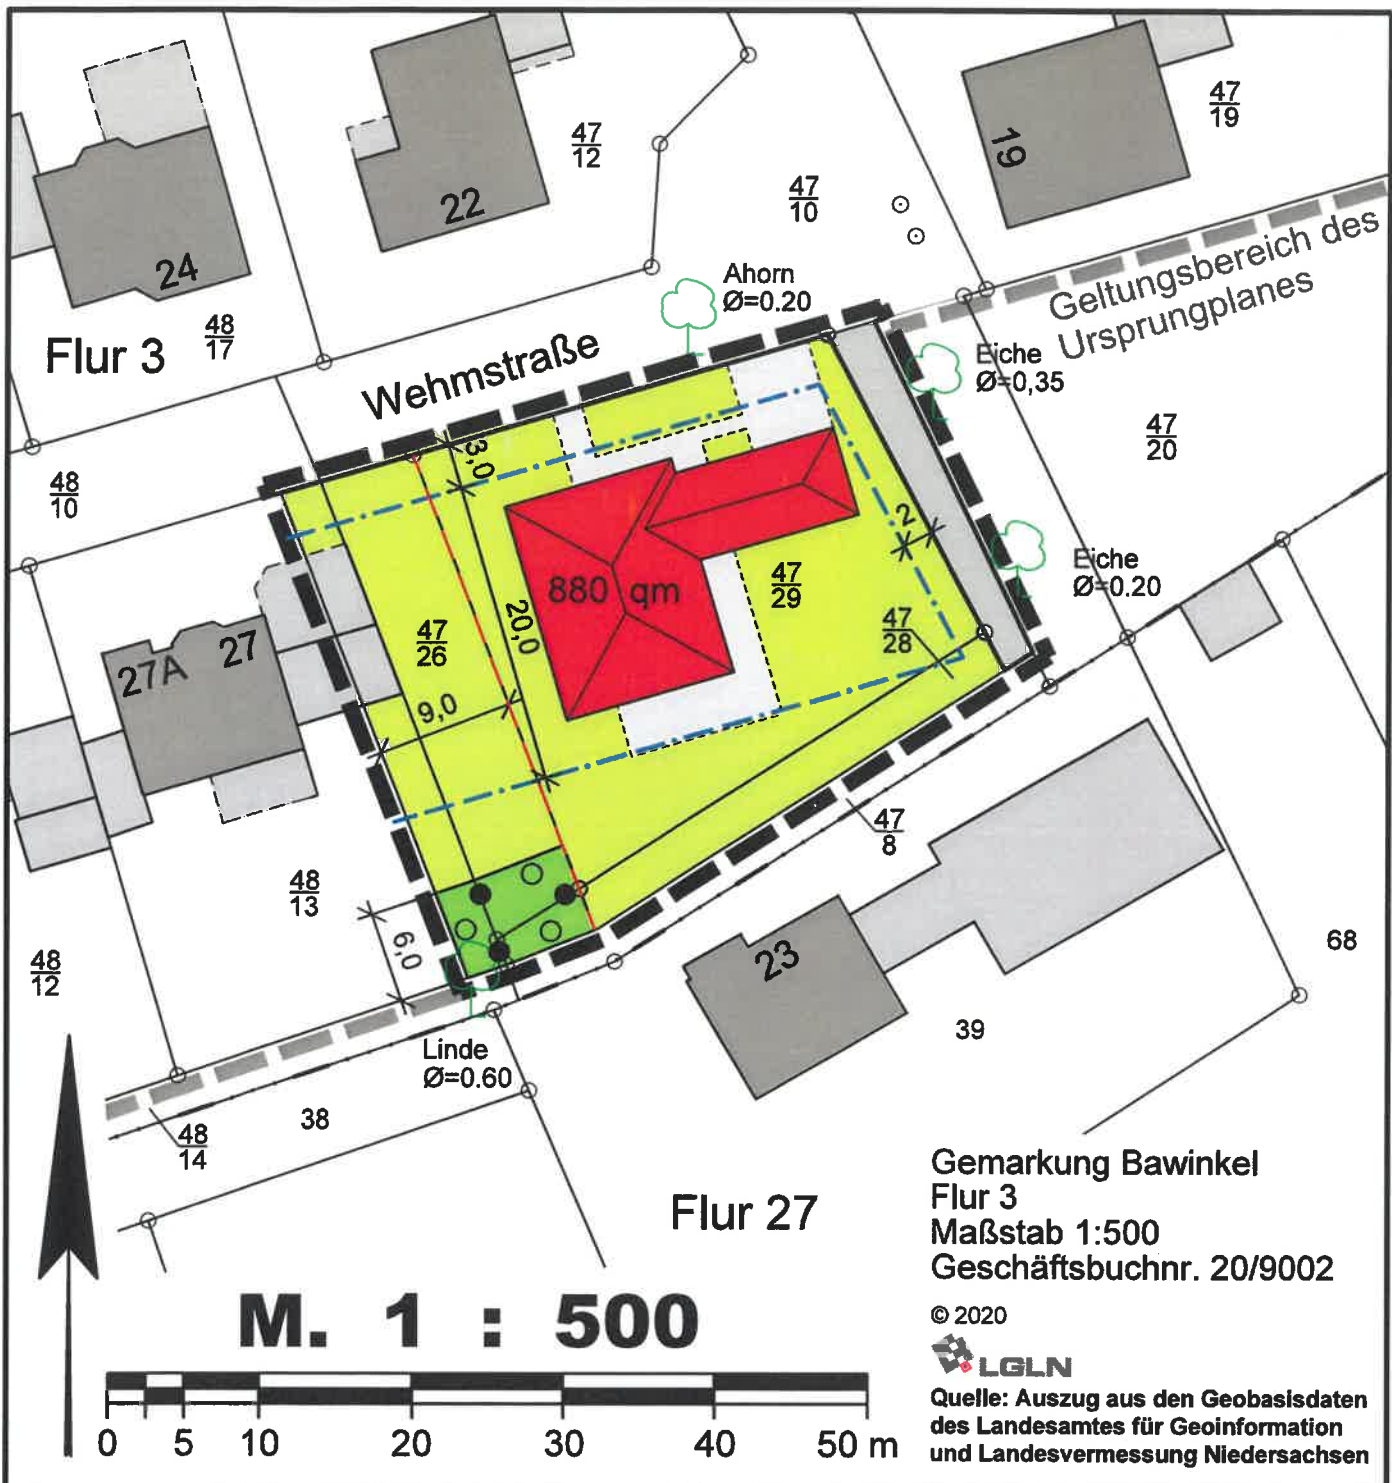 47
19
19
47
12
22
47
10
24
48
17
Flur 3
Ahorn
Ø=0.20
Geltungsbereich des
Ursprungplanes
Wehmstraße
Eiche
Ø=0,35
47
20
3,0
48
10
2
Eiche
Ø=0.20
880 qm
47
29
20,0
47
26
47
28
27A
27
9,0
47
8
48
13
6,0
23
68
48
12
39
Linde
Ø=0.60
38
48
14
Flur 27
Gemarkung Bawinkel
Flur 3
Maßstab 1:500
Geschäftsbuchnr. 20/9002
© 2020
LGLN
Quelle: Auszug aus den Geobasisdaten
des Landesamtes für Geoinformation
und Landesvermessung Niedersachsen
M. 1 : 500
0 5 10 20 30 40 50 m